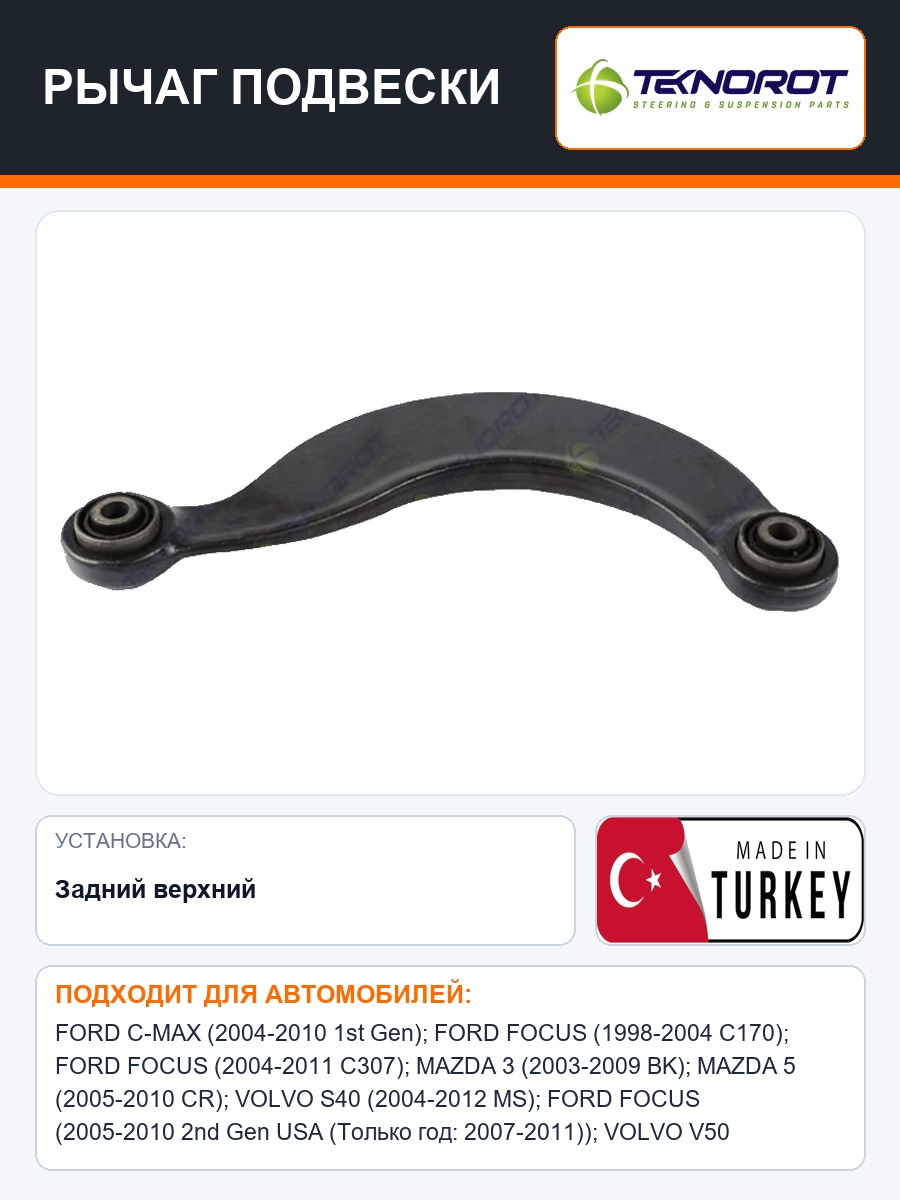 РЫЧАГ ПОДВЕСКИ
TEKNOROT
STEERING & SUSPENSION PARTS
TEKNOROT
УСТАНОВКА:
Задний верхний
MADE IN
TURKEY
ПОДХОДИТ ДЛЯ АВТОМОБИЛЕЙ:
FORD C-MAX (2004-2010 1st Gen); FORD FOCUS (1998-2004 C170);
FORD FOCUS (2004-2011 C307); MAZDA 3 (2003-2009 BK); MAZDA 5
(2005-2010 CR); VOLVO S40 (2004-2012 MS); FORD FOCUS
(2005-2010 2nd Gen USA (Только год: 2007-2011)); VOLVO V50